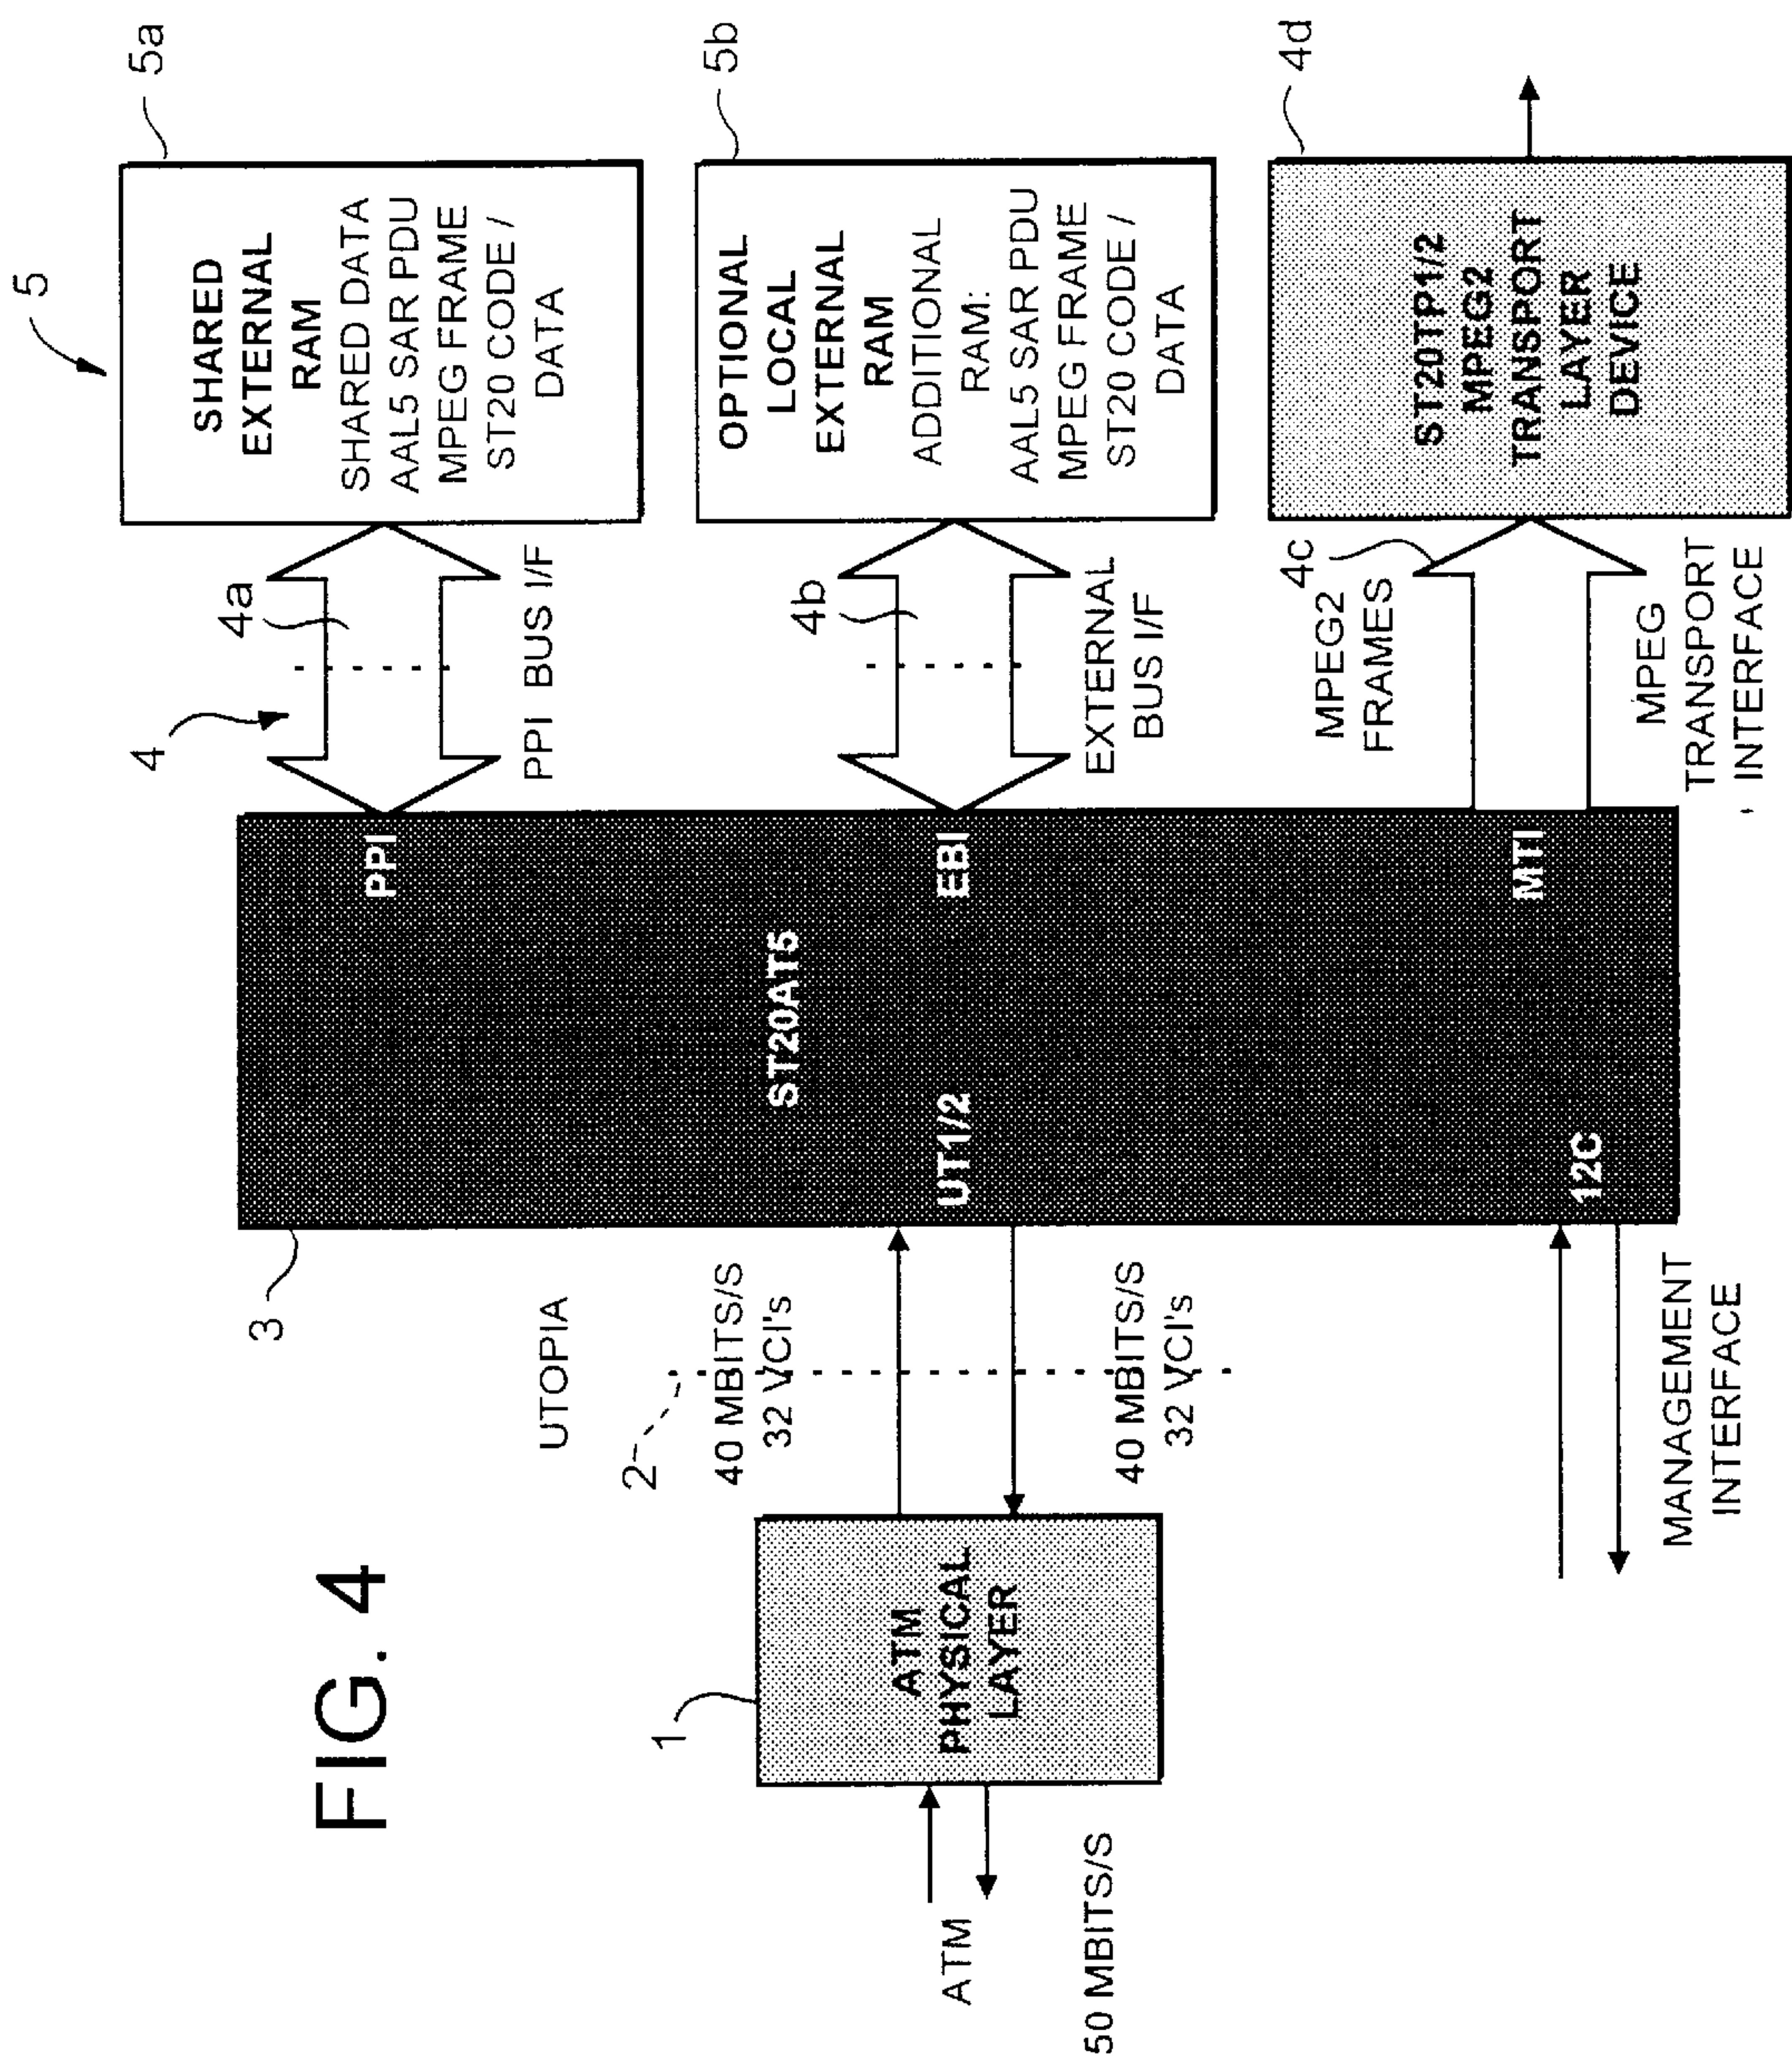 FIG. 4
5
5a
SHARED
EXTERNAL
RAM
SHARED DATA
AAL5 SAR PDU
MPEG FRAME
ST20 CODE /
DATA
4
4a
PPI BUS I/F
5b
OPTIONAL
LOCAL
EXTERNAL
RAM
ADDITIONAL
RAM:
AAL5 SAR PDU
MPEG FRAME
ST20 CODE /
DATA
4b
EXTERNAL
BUS I/F
4d
ST20TP1/2
MPEG2
TRANSPORT
LAYER
DEVICE
4c
MPEG2
FRAMES
MPEG
TRANSPORT
INTERFACE
3
PPI
ST20AT5
UT1/2
EBI
MTI
12C
UTOPIA
2
40 MBITS/S
32 VCI's
40 MBITS/S
32 VCI's
1
ATM
PHYSICAL
LAYER
ATM
50 MBITS/S
MANAGEMENT
INTERFACE